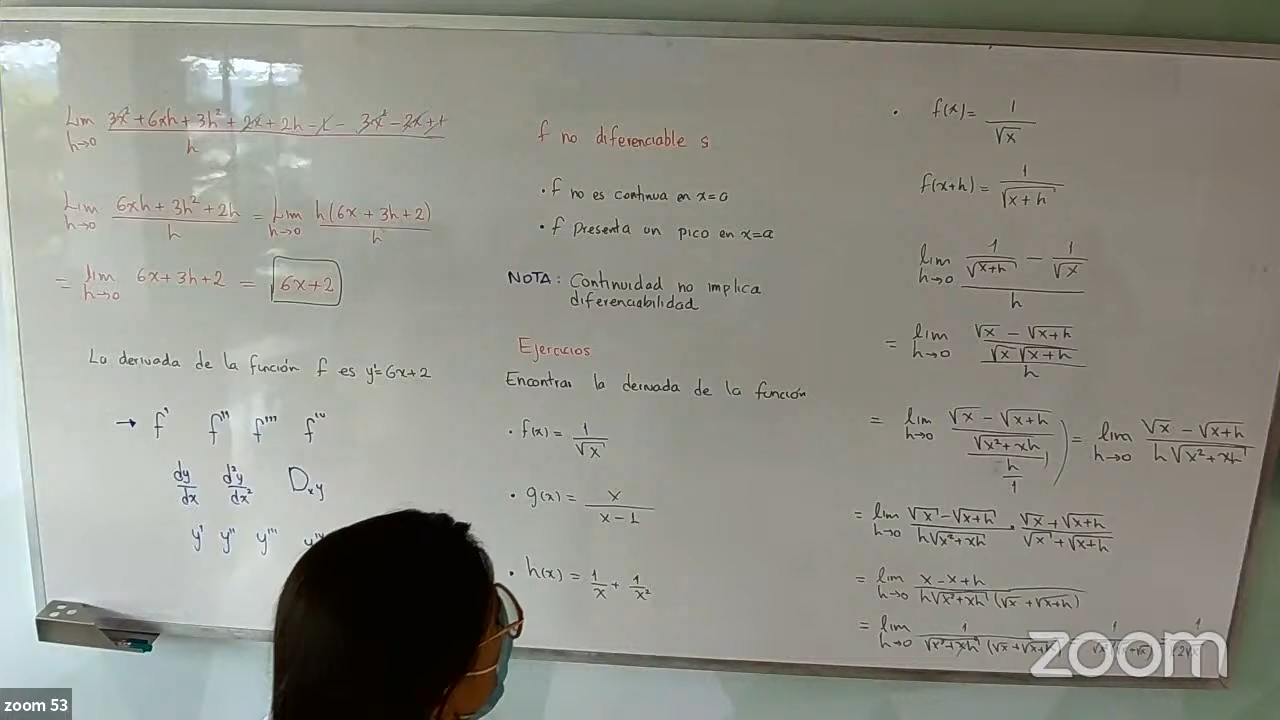 Lim h→0 (3x² + 6xh + 3h² + 2x + 2h - x - 3x² - 2x + 1) / h
Lim h→0 (6xh + 3h² + 2h) / h = Lim h→0 h(6x + 3h + 2) / h
= lim h→0 6x + 3h + 2 = 6x+2
La derivada de la función f es y'=6x+2
→ f' f'' f''' f''''
dy/dx d²y/dx² Dₓy
y' y'' y'''
f no diferenciable s
• f no es continua en x=a
• f presenta un pico en x=a
NOTA: Continuidad no implica
diferenciabilidad
Ejercicios
Encontrar la derivada de la función
• f(x) = 1/√x
• g(x) = x/(x-1)
• h(x) = 1/x + 1/x²
• f(x) = 1/√x
f(x+h) = 1/√(x+h)
lim h→0 (1/√(x+h) - 1/√x) / h
= lim h→0 ((√x - √(x+h)) / (√x √(x+h))) / h
= lim h→0 ((√x - √(x+h)) / √(x²+xh)) / (h/1) ) = lim h→0 (√x - √(x+h)) / (h√(x²+xh))
= lim h→0 (√x - √(x+h)) / (h√(x²+xh)) • (√x + √(x+h)) / (√x + √(x+h))
= lim h→0 (x-x+h) / (h√(x²+xh) (√x + √(x+h)))
= lim h→0 1 / (√(x²+xh) (√x + √(x+h)))
zoom
zoom 53